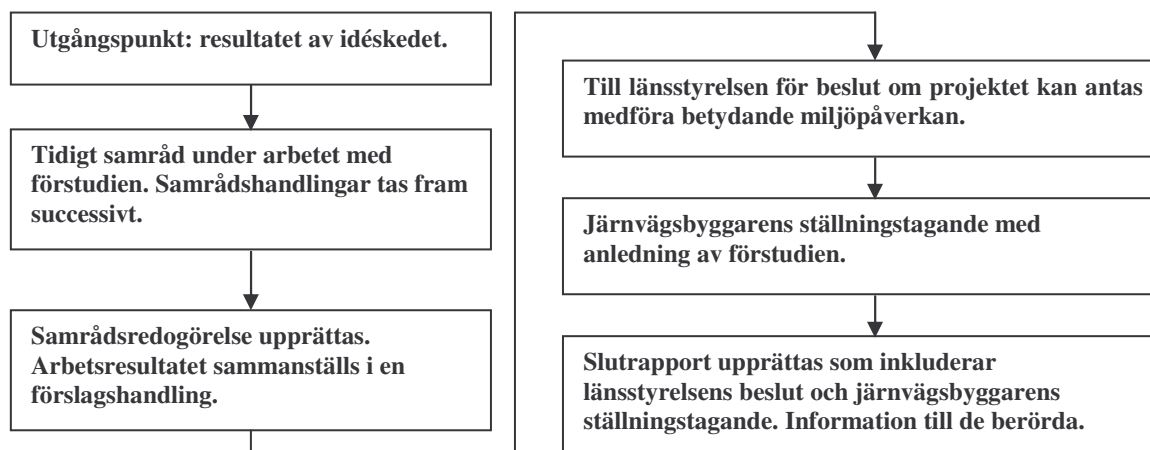 Utgångspunkt: resultatet av idéskedet.
Tidigt samråd under arbetet med
förstudien. Samrådshandlingar tas fram
successivt.
Samrådsredogörelse upprättas.
Arbetsresultatet sammanställs i en
förslagshandling.
Till länsstyrelsen för beslut om projektet kan antas
medföra betydande miljöpåverkan.
Järnvägsbyggarens ställningstagande med
anledning av förstudien.
Slutrapport upprättas som inkluderar
länsstyrelsens beslut och järnvägsbyggarens
ställningstagande. Information till de berörda.